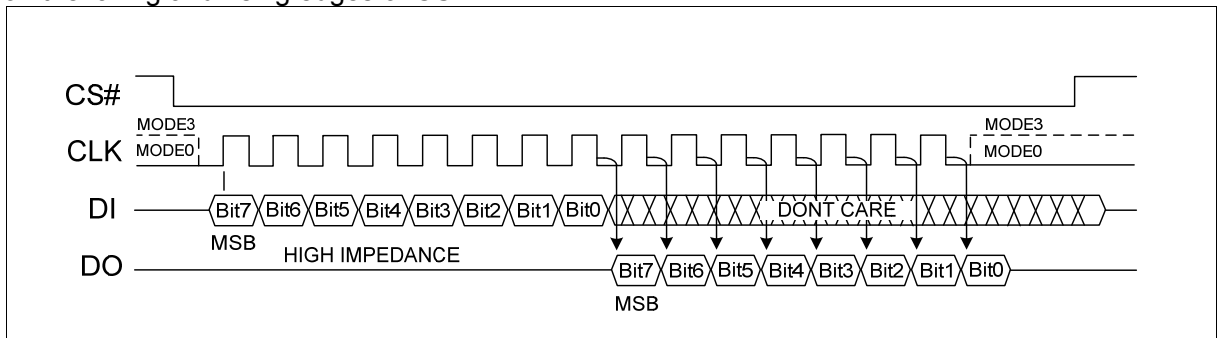 CS#
MODE3 MODE3
CLK MODE0 MODE0
DI Bit7 Bit6 Bit5 Bit4 Bit3 Bit2 Bit1 Bit0 DONT CARE
MSB
HIGH IMPEDANCE
DO Bit7 Bit6 Bit5 Bit4 Bit3 Bit2 Bit1 Bit0
MSB